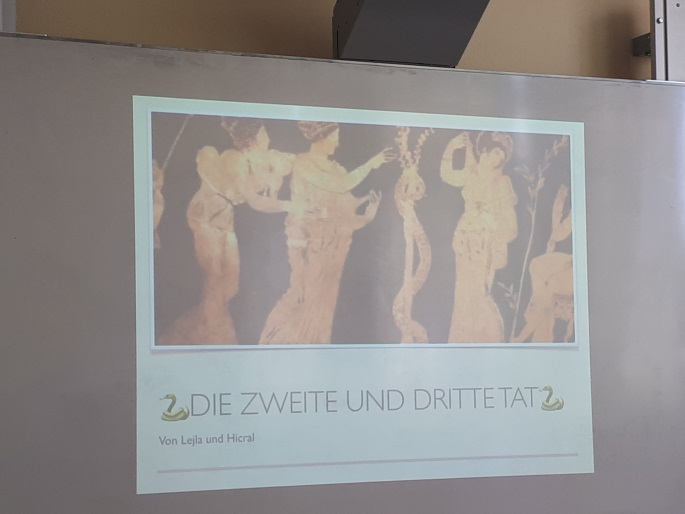 🐍DIE ZWEITE UND DRITTE TAT🐍
Von Lejla und Hicral